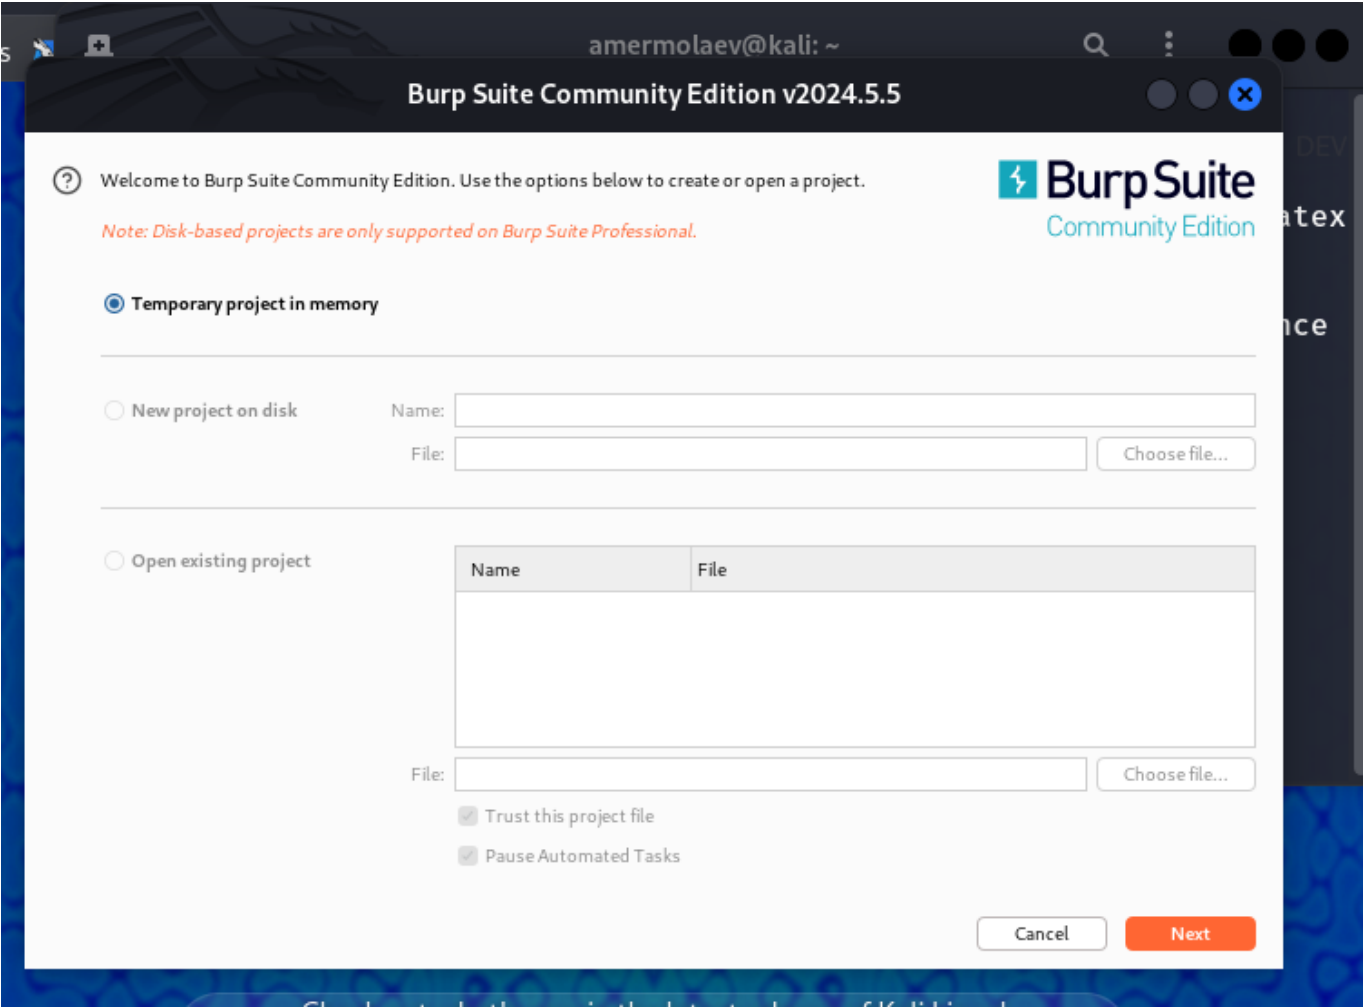 s
amermolaev@kali: ~
Burp Suite Community Edition v2024.5.5
DEV
Welcome to Burp Suite Community Edition. Use the options below to create or open a project.
Burp Suite
Community Edition
Note: Disk-based projects are only supported on Burp Suite Professional.
atex
Temporary project in memory
nce
New project on disk
Name:
File:
Choose file...
Open existing project
Name
File
File:
Choose file...
Trust this project file
Pause Automated Tasks
Cancel
Next